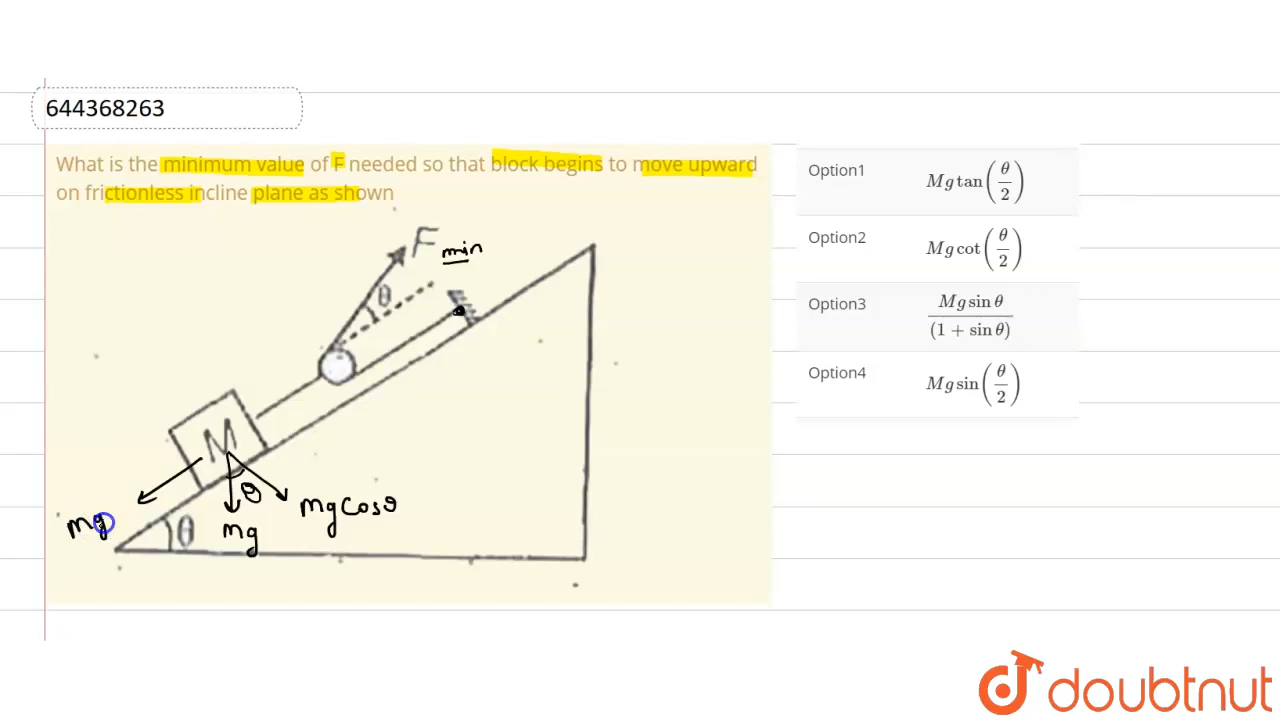 644368263
What is the minimum value of F needed so that block begins to move upward
on frictionless incline plane as shown
F min
θ
M
θ
mg
mg
mgcosθ
θ
Option1 Mg tan(θ/2)
Option2 Mg cot(θ/2)
Option3 Mg sin θ/(1 + sin θ)
Option4 Mg sin(θ/2)
doubtnut